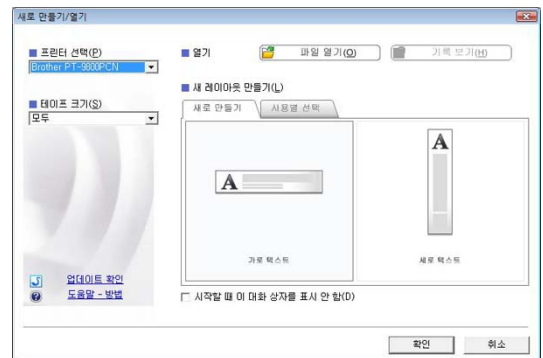 새로 만들기/열기
프린터 선택(P)
Brother PT-9800PCN
테이프 크기(S)
모두
업데이트 확인
도움말 - 방법
열기
파일 열기(O)
기록 보기(H)
새 레이아웃 만들기(L)
새로 만들기
사용별 선택
A
A
가로 텍스트
세로 텍스트
시작할 때 이 대화 상자를 표시 안 함(D)
확인
취소